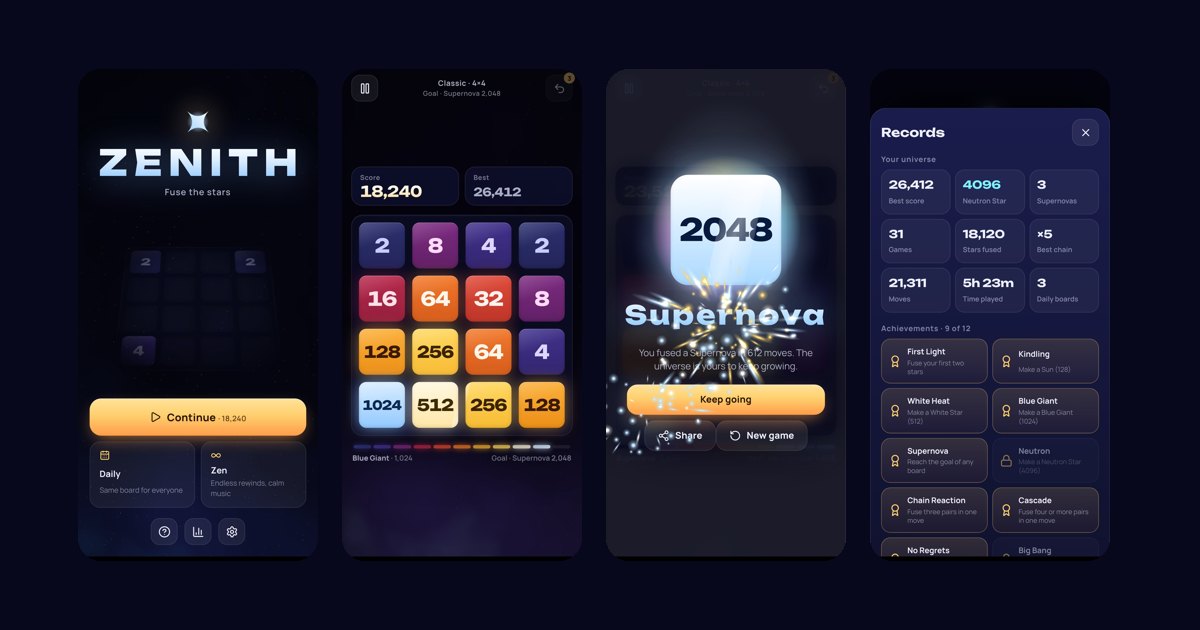 ZENITH
Fuse the stars
2
2
4
Continue · 18,240
Daily
Same board for everyone
Zen
Endless rewinds, calm
music
Classic · 4×4
Goal · Supernova 2,048
3
Score
18,240
Best
26,412
2 8 4 2
16 64 32 8
128 256 64 4
1024 512 256 128
Blue Giant · 1,024
Goal · Supernova 2,048
2048
Supernova
You fused a Supernova in 612 moves. The
universe is yours to keep growing.
Keep going
Share
New game
Records
Your universe
26,412
Best score
4096
Neutron Star
3
Supernovas
31
Games
18,120
Stars fused
×5
Best chain
21,311
Moves
5h 23m
Time played
3
Daily boards
Achievements · 9 of 12
First Light
Fuse your first two
stars
Kindling
Make a Sun (128)
White Heat
Make a White Star
(512)
Blue Giant
Make a Blue Giant
(1024)
Supernova
Reach the goal of any
board
Neutron
Make a Neutron Star
(4096)
Chain Reaction
Fuse three pairs in one
move
Cascade
Fuse four or more pairs
in one move
No Regrets
Big Bang